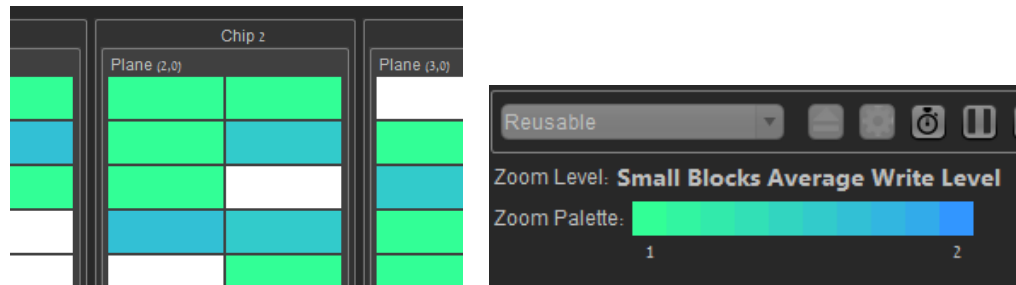 Chip 2
Plane (2,0)
Plane (3,0)
Reusable
Zoom Level: Small Blocks Average Write Level
Zoom Palette:
1 2